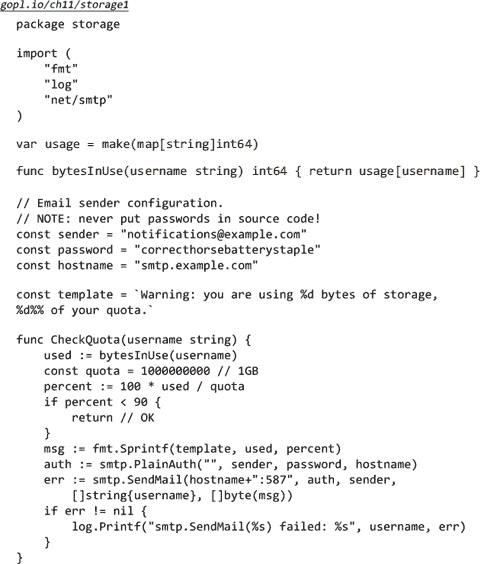 gopl.io/ch11/storage1
package storage
import (
"fmt"
"log"
"net/smtp"
)
var usage = make(map[string]int64)
func bytesInUse(username string) int64 { return usage[username] }
// Email sender configuration.
// NOTE: never put passwords in source code!
const sender = "notifications@example.com"
const password = "correcthorsebatterystaple"
const hostname = "smtp.example.com"
const template = `Warning: you are using %d bytes of storage,
%d%% of your quota.`
func CheckQuota(username string) {
used := bytesInUse(username)
const quota = 1000000000 // 1GB
percent := 100 * used / quota
if percent < 90 {
return // OK
}
msg := fmt.Sprintf(template, used, percent)
auth := smtp.PlainAuth("", sender, password, hostname)
err := smtp.SendMail(hostname+":587", auth, sender,
[]string{username}, []byte(msg))
if err != nil {
log.Printf("smtp.SendMail(%s) failed: %s", username, err)
}
}